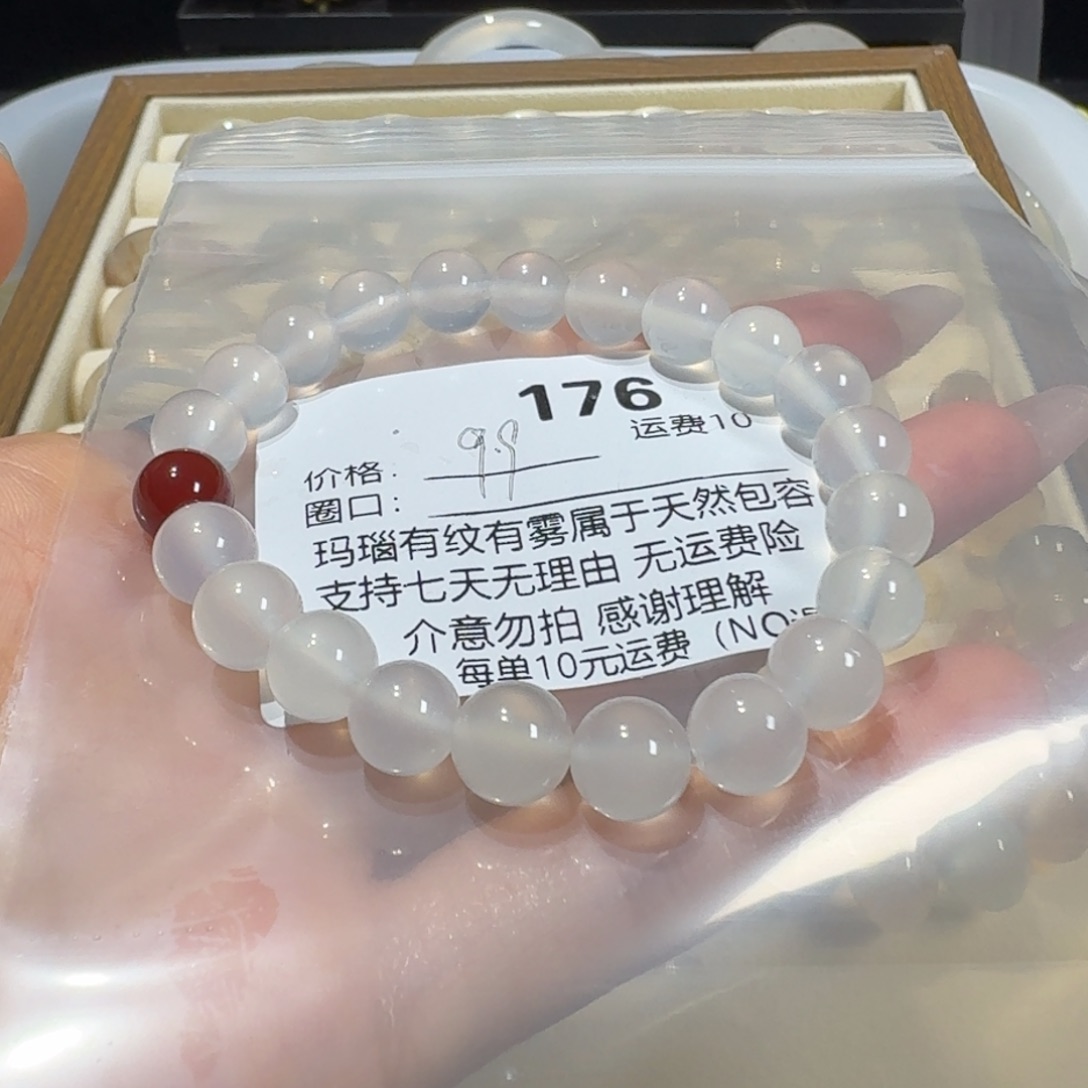 176
运费10
价格: 99
圈口:
玛瑙有纹有雾属于天然包容
支持七天无理由 无运费险
介意勿拍 感谢理解
每单10元运费（NO